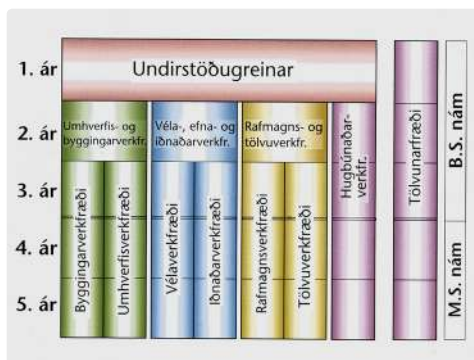 1. ár
Undirstöðugreinar
2. ár
Umhverfis- og
byggingarverkfr.
Véla-, efna- og
iðnaðarverkfr.
Rafmagns- og
tölvuverkfr.
3. ár
4. ár
5. ár
Byggingarverkfræði
Umhverfisverkfræði
Vélaverkfræði
Iðnaðarverkfræði
Rafmagnsverkfræði
Tölvuverkfræði
Hugbúnaðar-
verkfr.
Tölvunarfræði
B.S. nám
M.S. nám